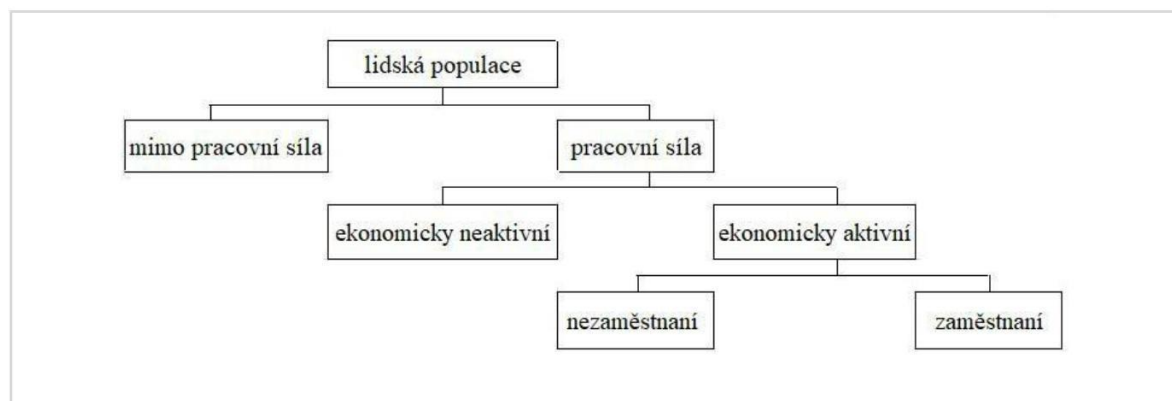 lidská populace
mimo pracovní síla
pracovní síla
ekonomicky neaktivní
ekonomicky aktivní
nezaměstnaní
zaměstnaní